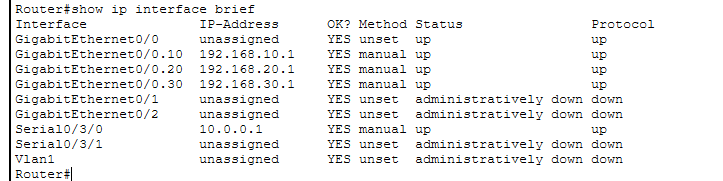 Router#show ip interface brief
Interface IP-Address OK? Method Status Protocol
GigabitEthernet0/0 unassigned YES unset up up
GigabitEthernet0/0.10 192.168.10.1 YES manual up up
GigabitEthernet0/0.20 192.168.20.1 YES manual up up
GigabitEthernet0/0.30 192.168.30.1 YES manual up up
GigabitEthernet0/1 unassigned YES unset administratively down down
GigabitEthernet0/2 unassigned YES unset administratively down down
Serial0/3/0 10.0.0.1 YES manual up up
Serial0/3/1 unassigned YES unset administratively down down
Vlan1 unassigned YES unset administratively down down
Router#